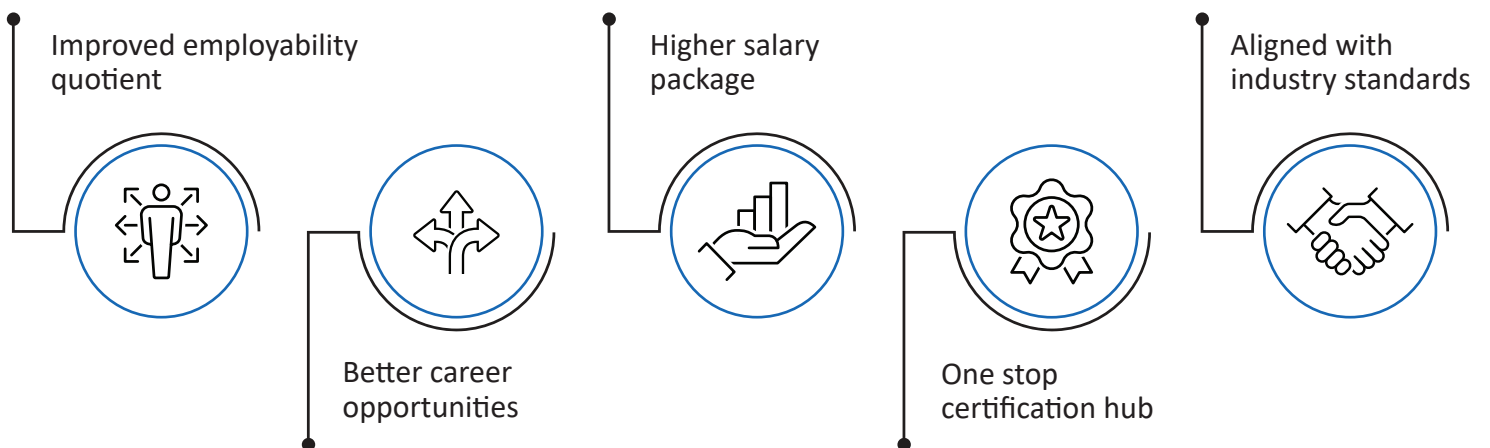 Improved employability
quotient
Better career
opportunities
Higher salary
package
One stop
certification hub
Aligned with
industry standards